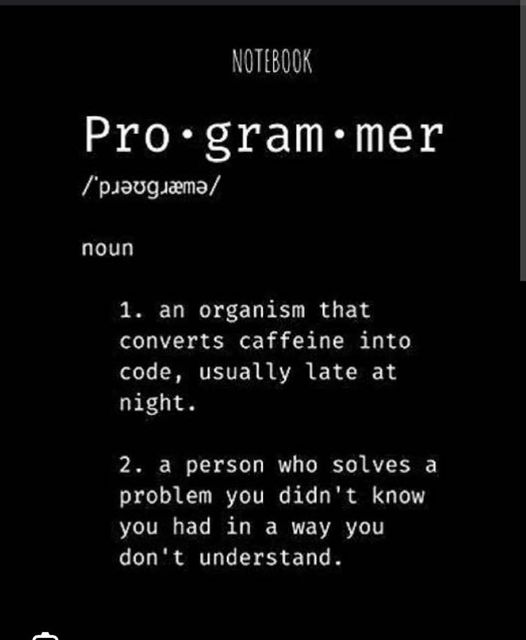 NOTEBOOK
Pro·gram·mer
/ˈpɹəʊɡɹæmə/
noun
1. an organism that
converts caffeine into
code, usually late at
night.
2. a person who solves a
problem you didn't know
you had in a way you
don't understand.